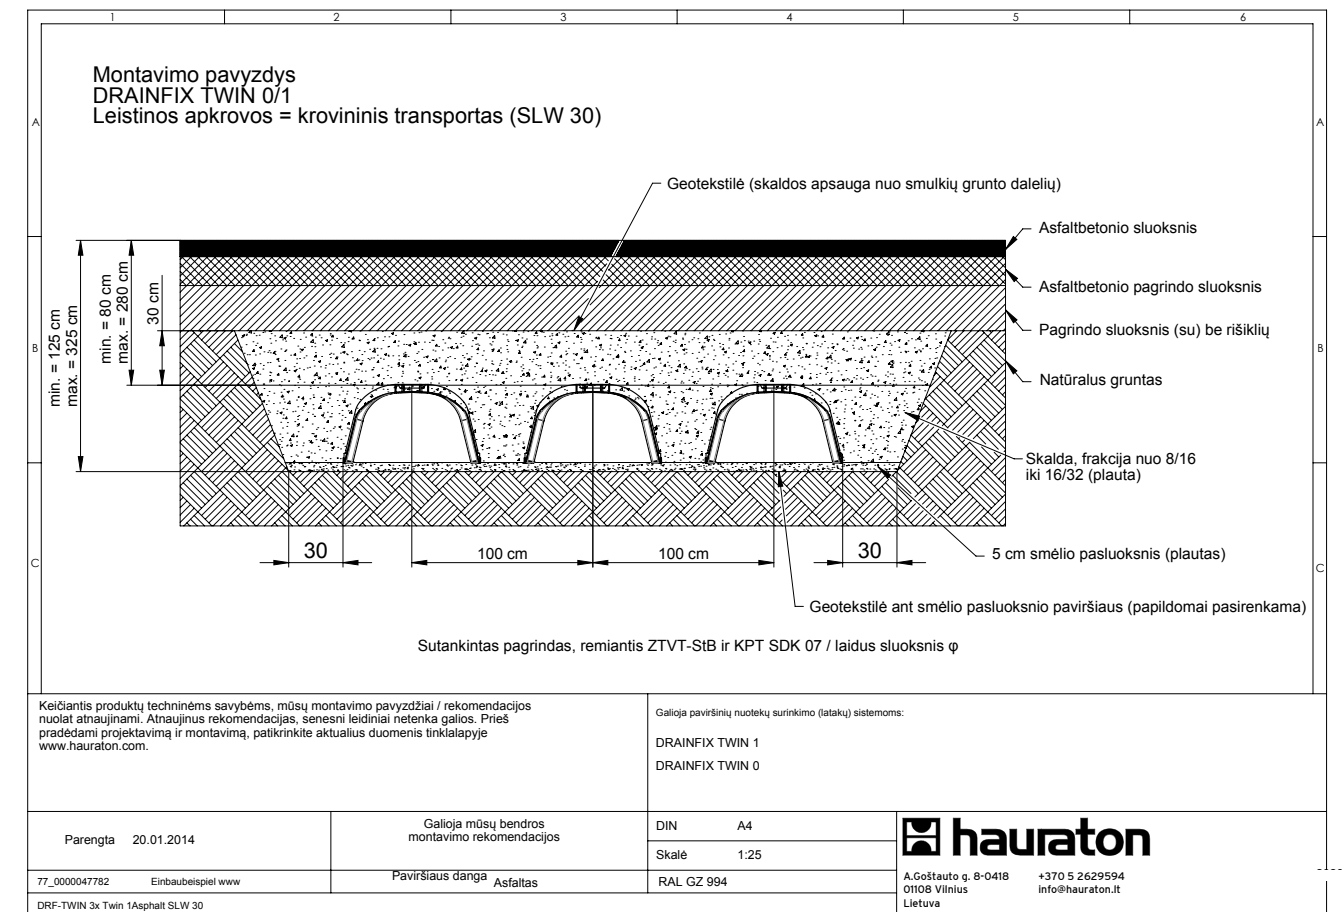 1 2 3 4 5 6
A A
B B
C C
Montavimo pavyzdys
DRAINFIX TWIN 0/1
Leistinos apkrovos = krovininis transportas (SLW 30)
Geotekstilė (skaldos apsauga nuo smulkių grunto dalelių)
Asfaltbetonio sluoksnis
Asfaltbetonio pagrindo sluoksnis
Pagrindo sluoksnis (su) be rišiklių
Natūralus gruntas
Skalda, frakcija nuo 8/16
iki 16/32 (plauta)
min. = 125 cm
max. = 325 cm
min. = 80 cm
max. = 280 cm
30 cm
30
100 cm
100 cm
30
5 cm smėlio pasluoksnis (plautas)
Geotekstilė ant smėlio pasluoksnio paviršiaus (papildomai pasirenkama)
Sutankintas pagrindas, remiantis ZTVT-StB ir KPT SDK 07 / laidus sluoksnis φ
Keičiantis produktų techninėms savybėms, mūsų montavimo pavyzdžiai / rekomendacijos
nuolat atnaujinami. Atnaujinus rekomendacijas, senesni leidiniai netenka galios. Prieš
pradėdami projektavimą ir montavimą, patikrinkite aktualius duomenis tinklalapyje
www.hauraton.com.
Galioja paviršinių nuotekų surinkimo (latakų) sistemoms:
DRAINFIX TWIN 1
DRAINFIX TWIN 0
Parengta 20.01.2014
Galioja mūsų bendros
montavimo rekomendacijos
DIN A4
Skalė 1:25
77_0000047782 Einbaubeispiel www
Paviršiaus danga Asfaltas
RAL GZ 994
DRF-TWIN 3x Twin 1Asphalt SLW 30
hauraton
A.Goštauto g. 8-0418 +370 5 2629594
01108 Vilnius info@hauraton.lt
Lietuva